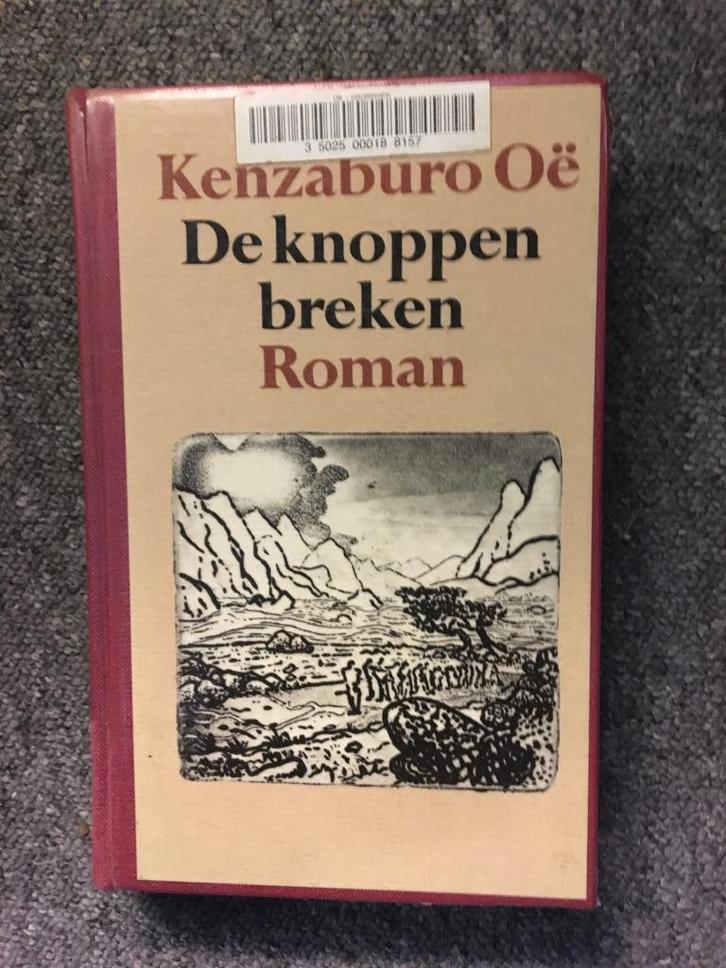 3 5025 00018 8157
Kenzaburo Oë
De knoppen
breken
Roman